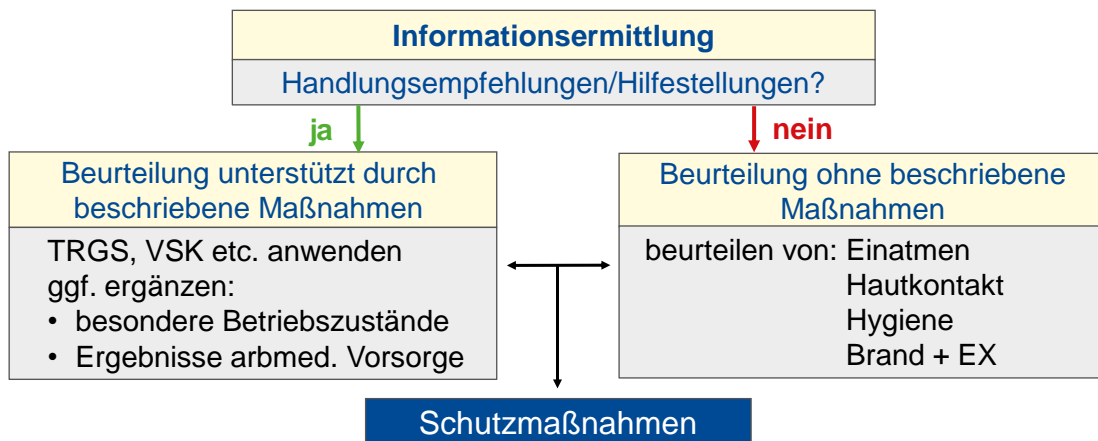 Informationsermittlung
Handlungsempfehlungen/Hilfestellungen?
ja
nein
Beurteilung unterstützt durch
beschriebene Maßnahmen
TRGS, VSK etc. anwenden
ggf. ergänzen:
• besondere Betriebszustände
• Ergebnisse arbmed. Vorsorge
Beurteilung ohne beschriebene
Maßnahmen
beurteilen von: Einatmen
Hautkontakt
Hygiene
Brand + EX
Schutzmaßnahmen